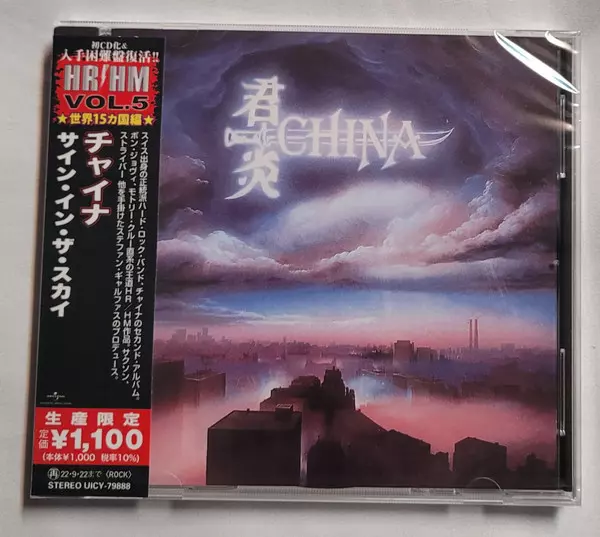 初CD化&
入手困難盤復活!!
HR/HM
VOL.5
★世界15カ国編★
チャイナ
サイン・イン・ザ・スカイ
スイス出身の正統派ハード・ロック・バンド、チャイナのセカンド・アルバム。
ボン・ジョヴィ、モトリー・クルー直系の王道HR/HM作品。サクソン、
ストライパー 他を手掛けたステファン・ギャルファスのプロデュース。
生産限定
定価 ¥1,100
(本体¥1,000 税率10%)
再 22・9・22まで (ROCK)
STEREO UICY-79888
CHINA